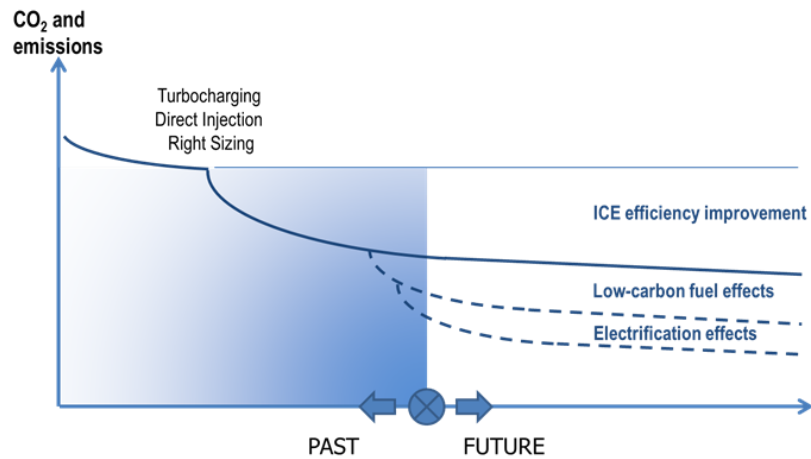 CO₂ and
emissions
Turbocharging
Direct Injection
Right Sizing
ICE efficiency improvement
Low-carbon fuel effects
Electrification effects
PAST
FUTURE